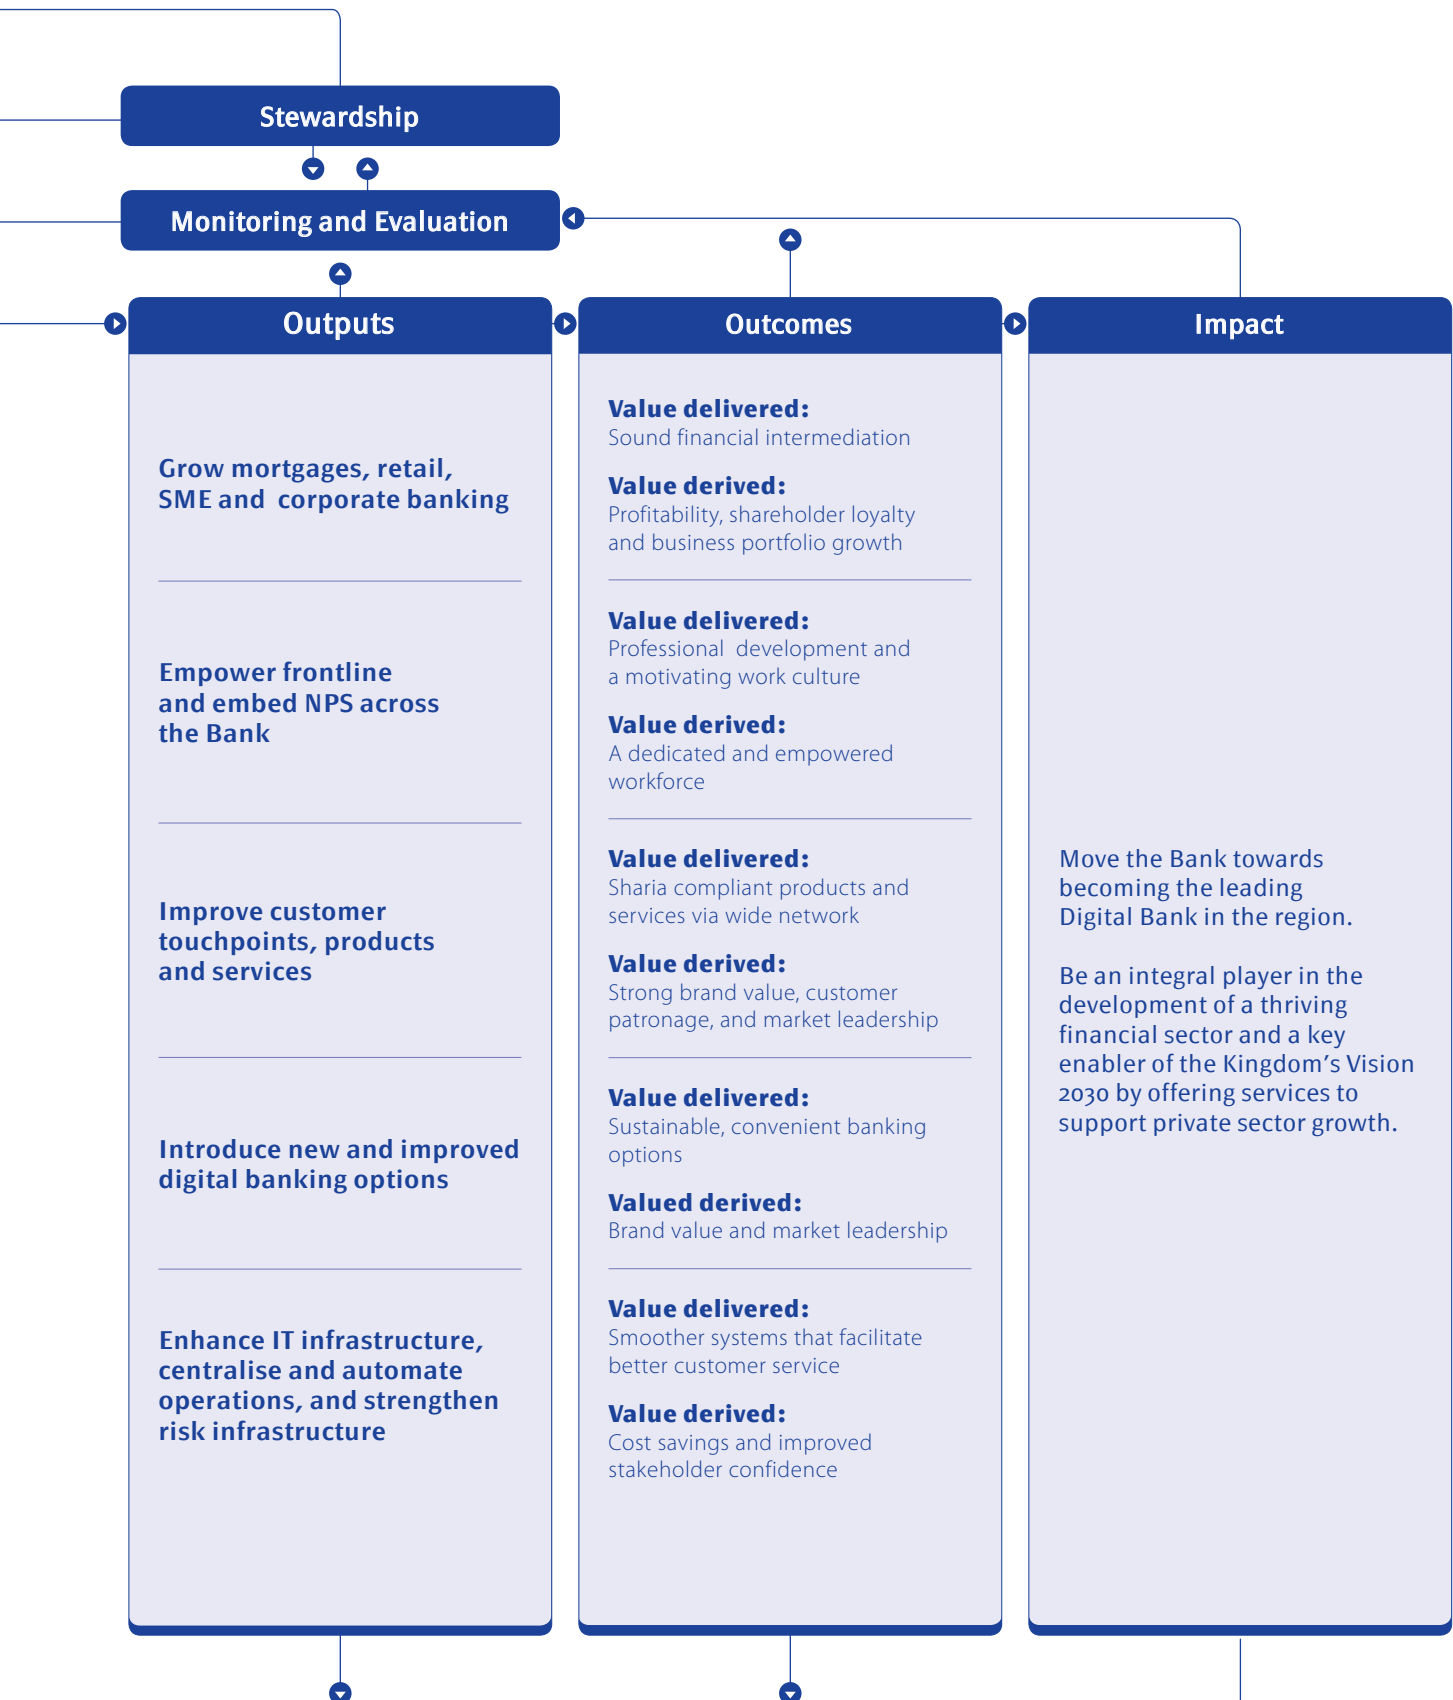 Stewardship
Monitoring and Evaluation
Outputs
Grow mortgages, retail,
SME and  corporate banking
Empower frontline
and embed NPS across
the Bank
Improve customer
touchpoints, products
and services
Introduce new and improved
digital banking options
Enhance IT infrastructure,
centralise and automate
operations, and strengthen
risk infrastructure
Outcomes
Value delivered:
Sound financial intermediation
Value derived:
Profitability, shareholder loyalty
and business portfolio growth
Value delivered:
Professional  development and
a motivating work culture
Value derived:
A dedicated and empowered
workforce
Value delivered:
Sharia compliant products and
services via wide network
Value derived:
Strong brand value, customer
patronage, and market leadership
Value delivered:
Sustainable, convenient banking
options
Valued derived:
Brand value and market leadership
Value delivered:
Smoother systems that facilitate
better customer service
Value derived:
Cost savings and improved
stakeholder confidence
Impact
Move the Bank towards
becoming the leading
Digital Bank in the region.
Be an integral player in the
development of a thriving
financial sector and a key
enabler of the Kingdom’s Vision
2030 by offering services to
support private sector growth.